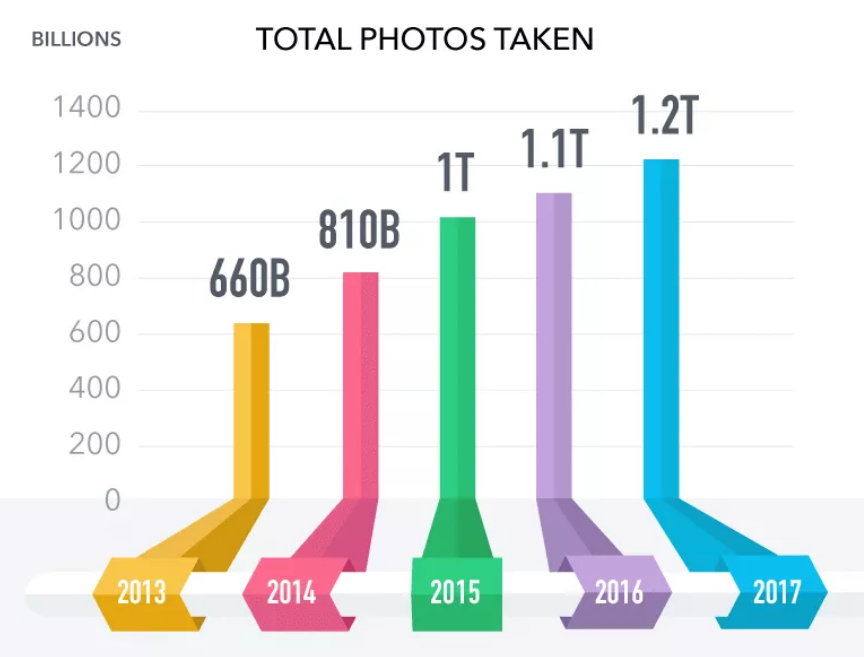 BILLIONS
TOTAL PHOTOS TAKEN
1400
1200
1000
800
600
400
200
0
660B
810B
1T
1.1T
1.2T
2013
2014
2015
2016
2017